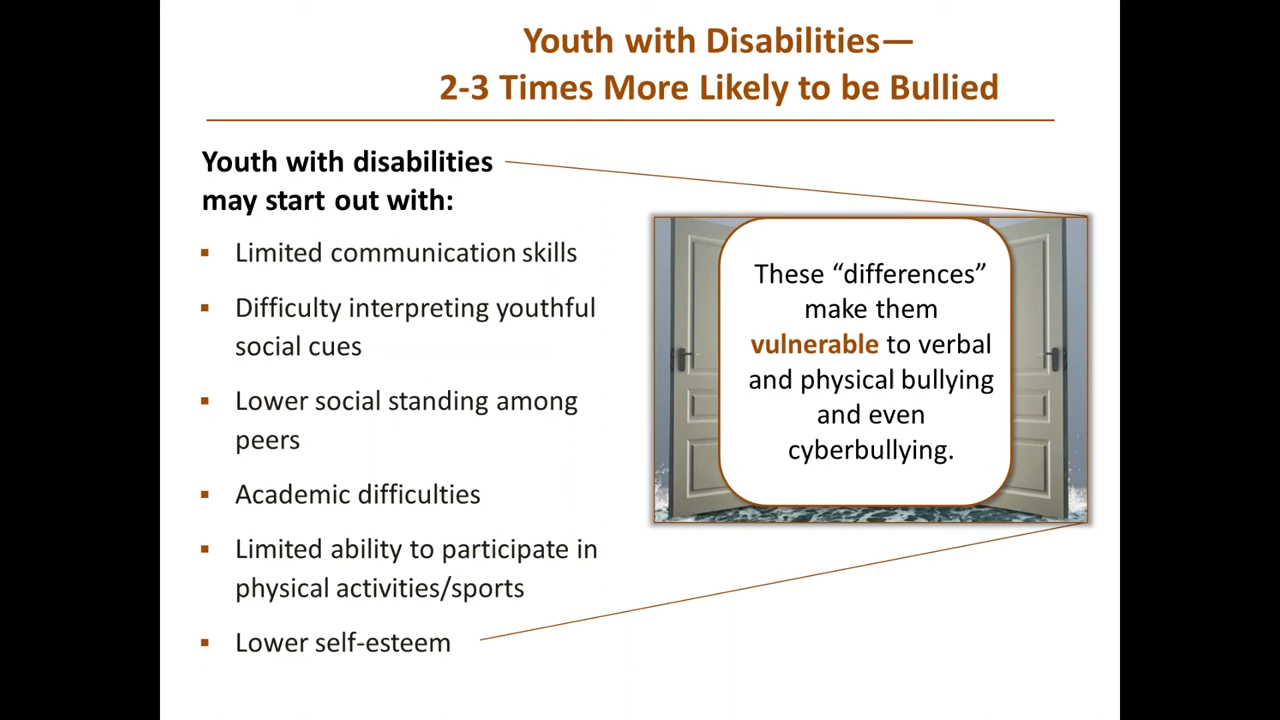 Youth with Disabilities—
2-3 Times More Likely to be Bullied
Youth with disabilities
may start out with:
▪ Limited communication skills
▪ Difficulty interpreting youthful
social cues
▪ Lower social standing among
peers
▪ Academic difficulties
▪ Limited ability to participate in
physical activities/sports
▪ Lower self-esteem
These “differences”
make them
vulnerable to verbal
and physical bullying
and even
cyberbullying.